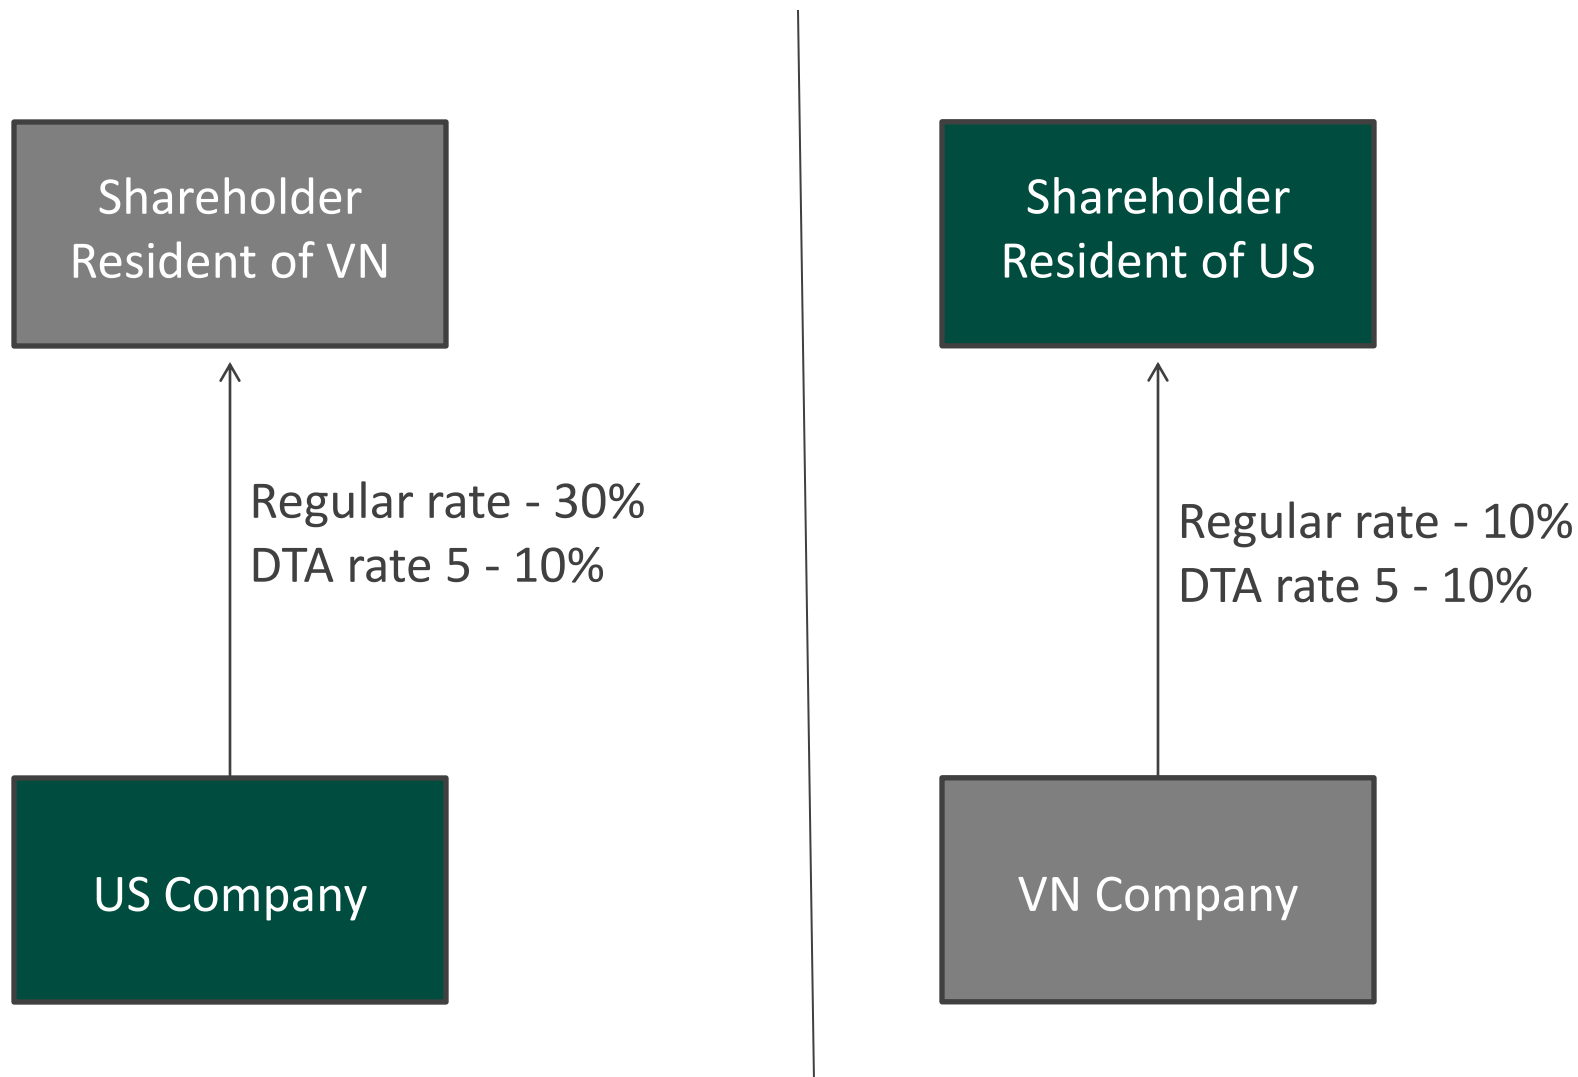 Shareholder
Resident of VN
Regular rate - 30%
DTA rate 5 - 10%
US Company
Shareholder
Resident of US
Regular rate - 10%
DTA rate 5 - 10%
VN Company